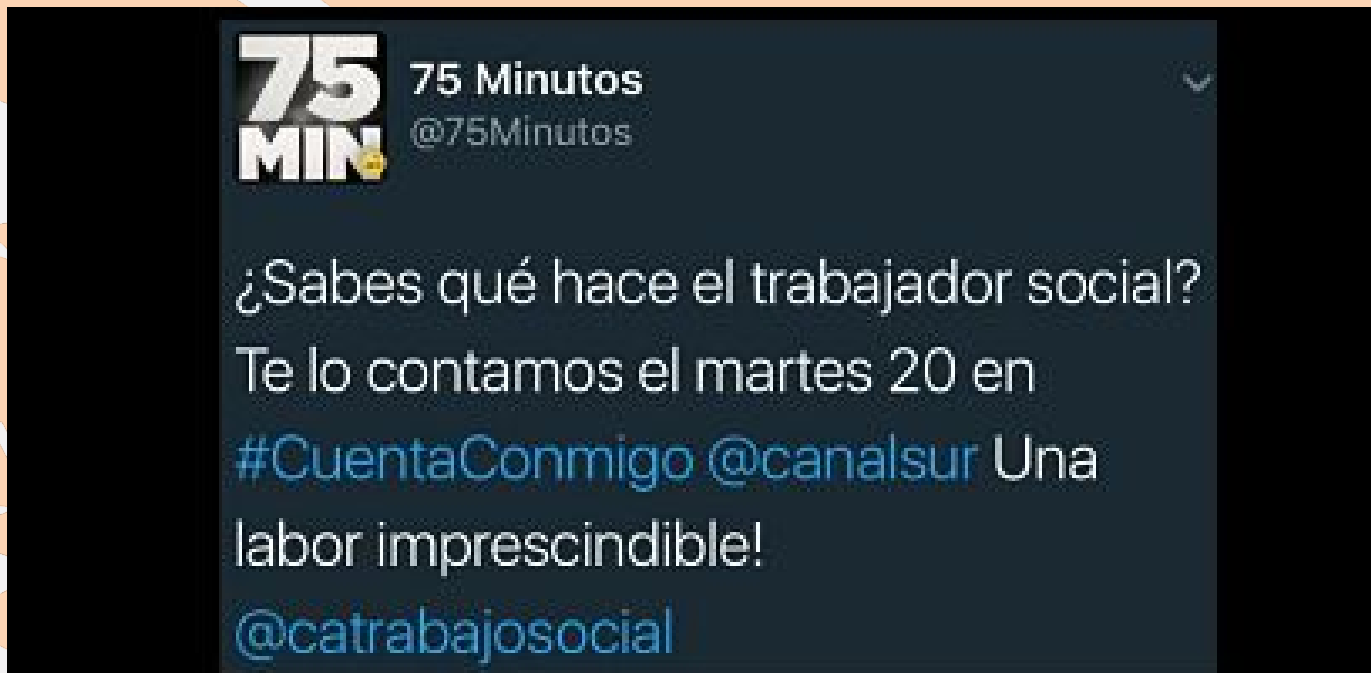 75
MIN
75 Minutos
@75Minutos
¿Sabes qué hace el trabajador social?
Te lo contamos el martes 20 en
#CuentaConmigo @canalsur Una
labor imprescindible!
@catrabajosocial